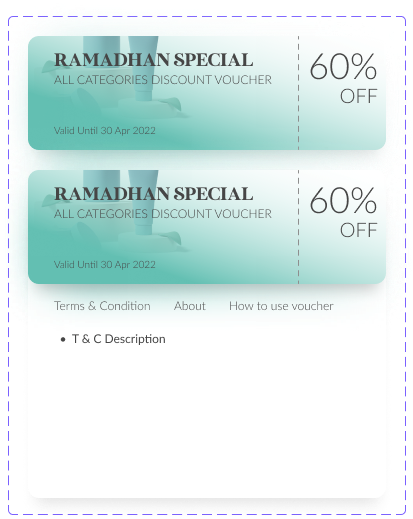 RAMADHAN SPECIAL
ALL CATEGORIES DISCOUNT VOUCHER
60%
OFF
Valid Until 30 Apr 2022
RAMADHAN SPECIAL
ALL CATEGORIES DISCOUNT VOUCHER
60%
OFF
Valid Until 30 Apr 2022
Terms & Condition About How to use voucher
• T & C Description